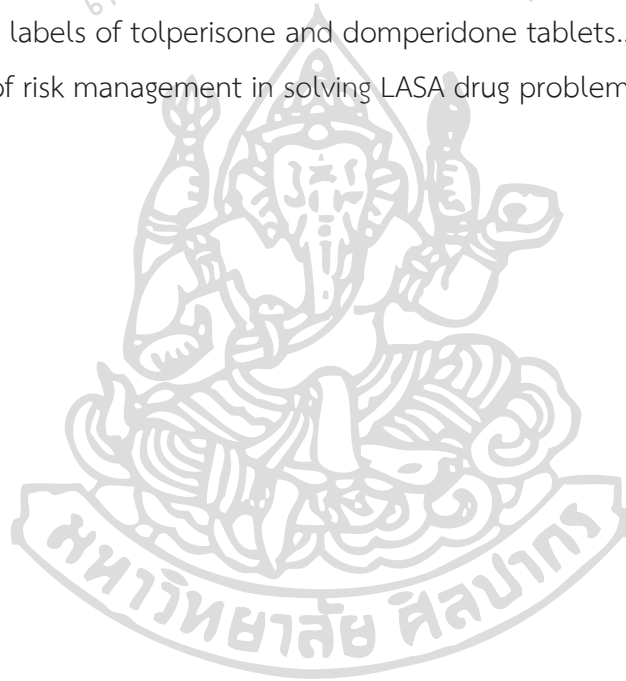 labels of tolperisone and domperidone tablets..
of risk management in solving LASA drug problem
มหาวิทยาลัย ศิลปากร